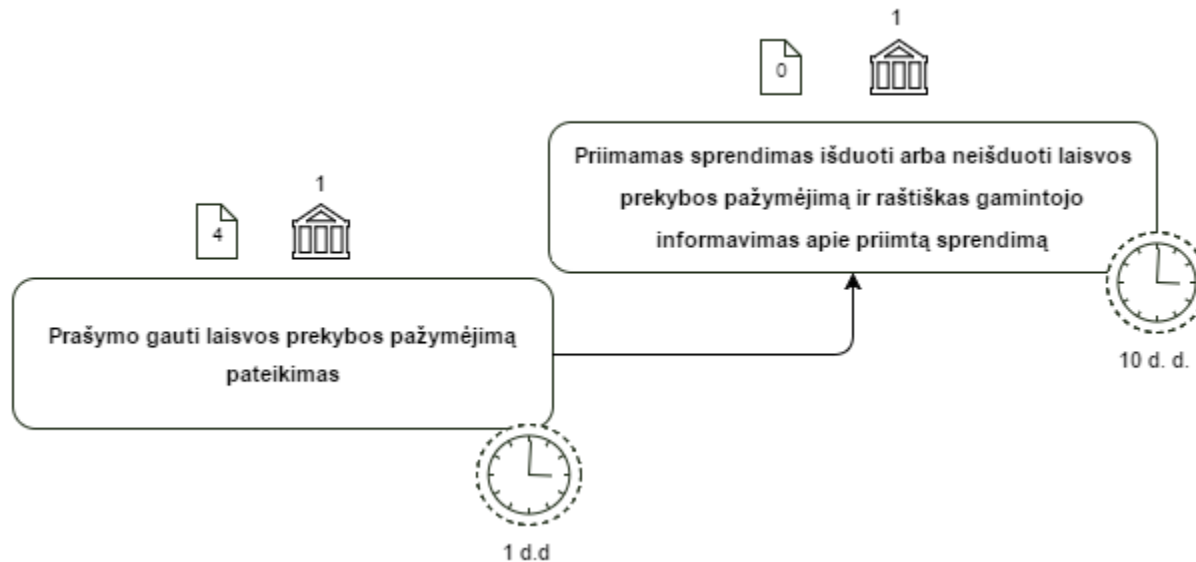 1
0
Priimamas sprendimas išduoti arba neišduoti laisvos
prekybos pažymėjimą ir raštiškas gamintojo
informavimas apie priimtą sprendimą
10 d. d.
1
4
Prašymo gauti laisvos prekybos pažymėjimą
pateikimas
1 d.d